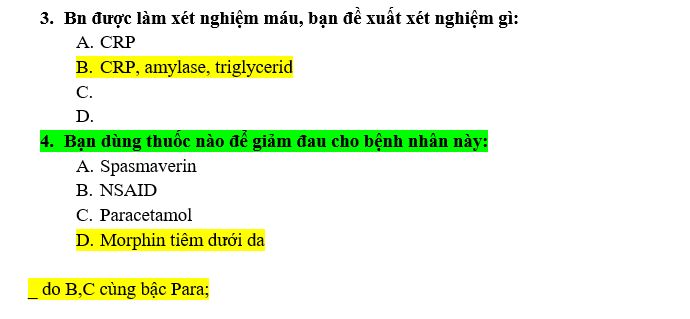 3. Bn được làm xét nghiệm máu, bạn đề xuất xét nghiệm gì:
A. CRP
B. CRP, amylase, triglycerid
C.
D.
4. Bạn dùng thuốc nào để giảm đau cho bệnh nhân này:
A. Spasmaverin
B. NSAID
C. Paracetamol
D. Morphin tiêm dưới da
_ do B,C cùng bậc Para;